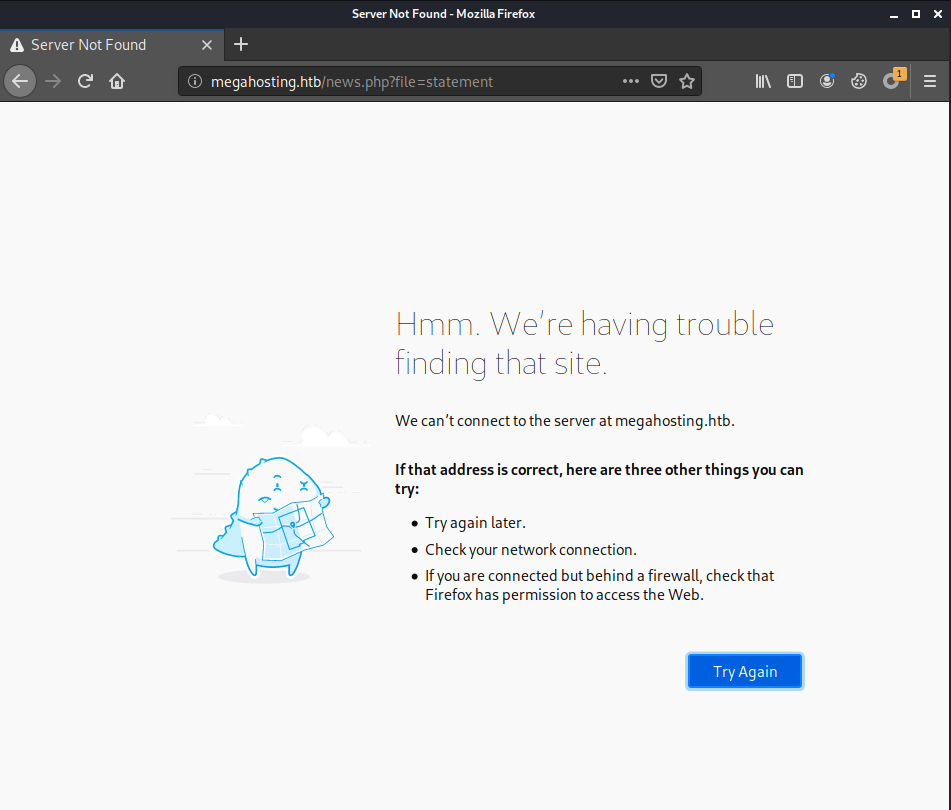 Server Not Found - Mozilla Firefox
Server Not Found
megahosting.htb/news.php?file=statement
1
Hmm. We’re having trouble
finding that site.
We can’t connect to the server at megahosting.htb.
If that address is correct, here are three other things you can
try:
Try again later.
Check your network connection.
If you are connected but behind a firewall, check that
Firefox has permission to access the Web.
Try Again